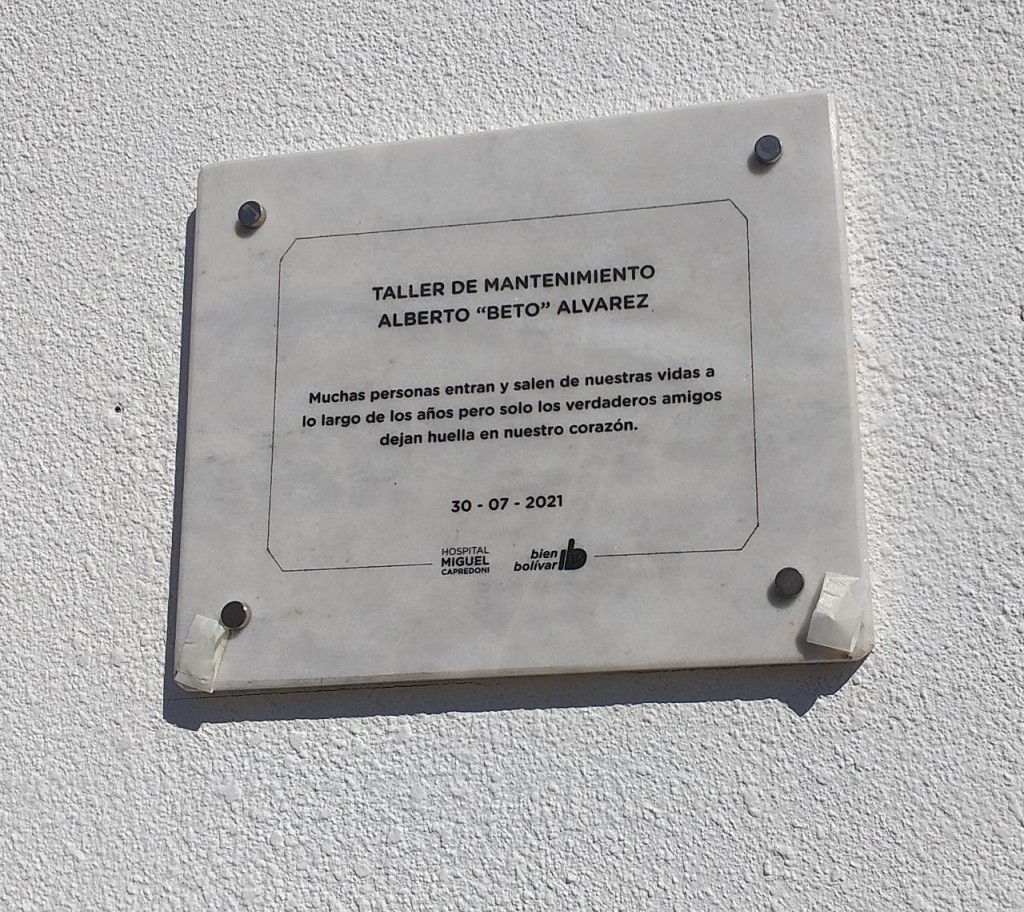 TALLER DE MANTENIMIENTO
ALBERTO “BETO” ALVAREZ
Muchas personas entran y salen de nuestras vidas a
lo largo de los años pero solo los verdaderos amigos
dejan huella en nuestro corazón.
30 - 07 - 2021
HOSPITAL
MIGUEL
CAPREDONI
bien
bolívar